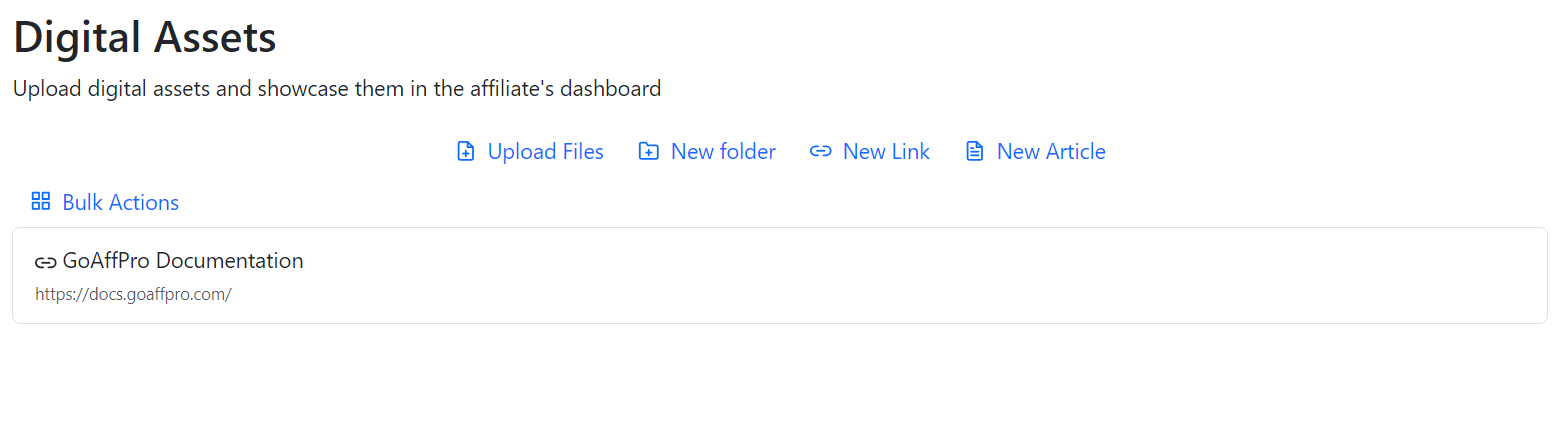 Digital Assets
Upload digital assets and showcase them in the affiliate's dashboard
Upload Files New folder New Link New Article
Bulk Actions
GoAffPro Documentation
https://docs.goaffpro.com/